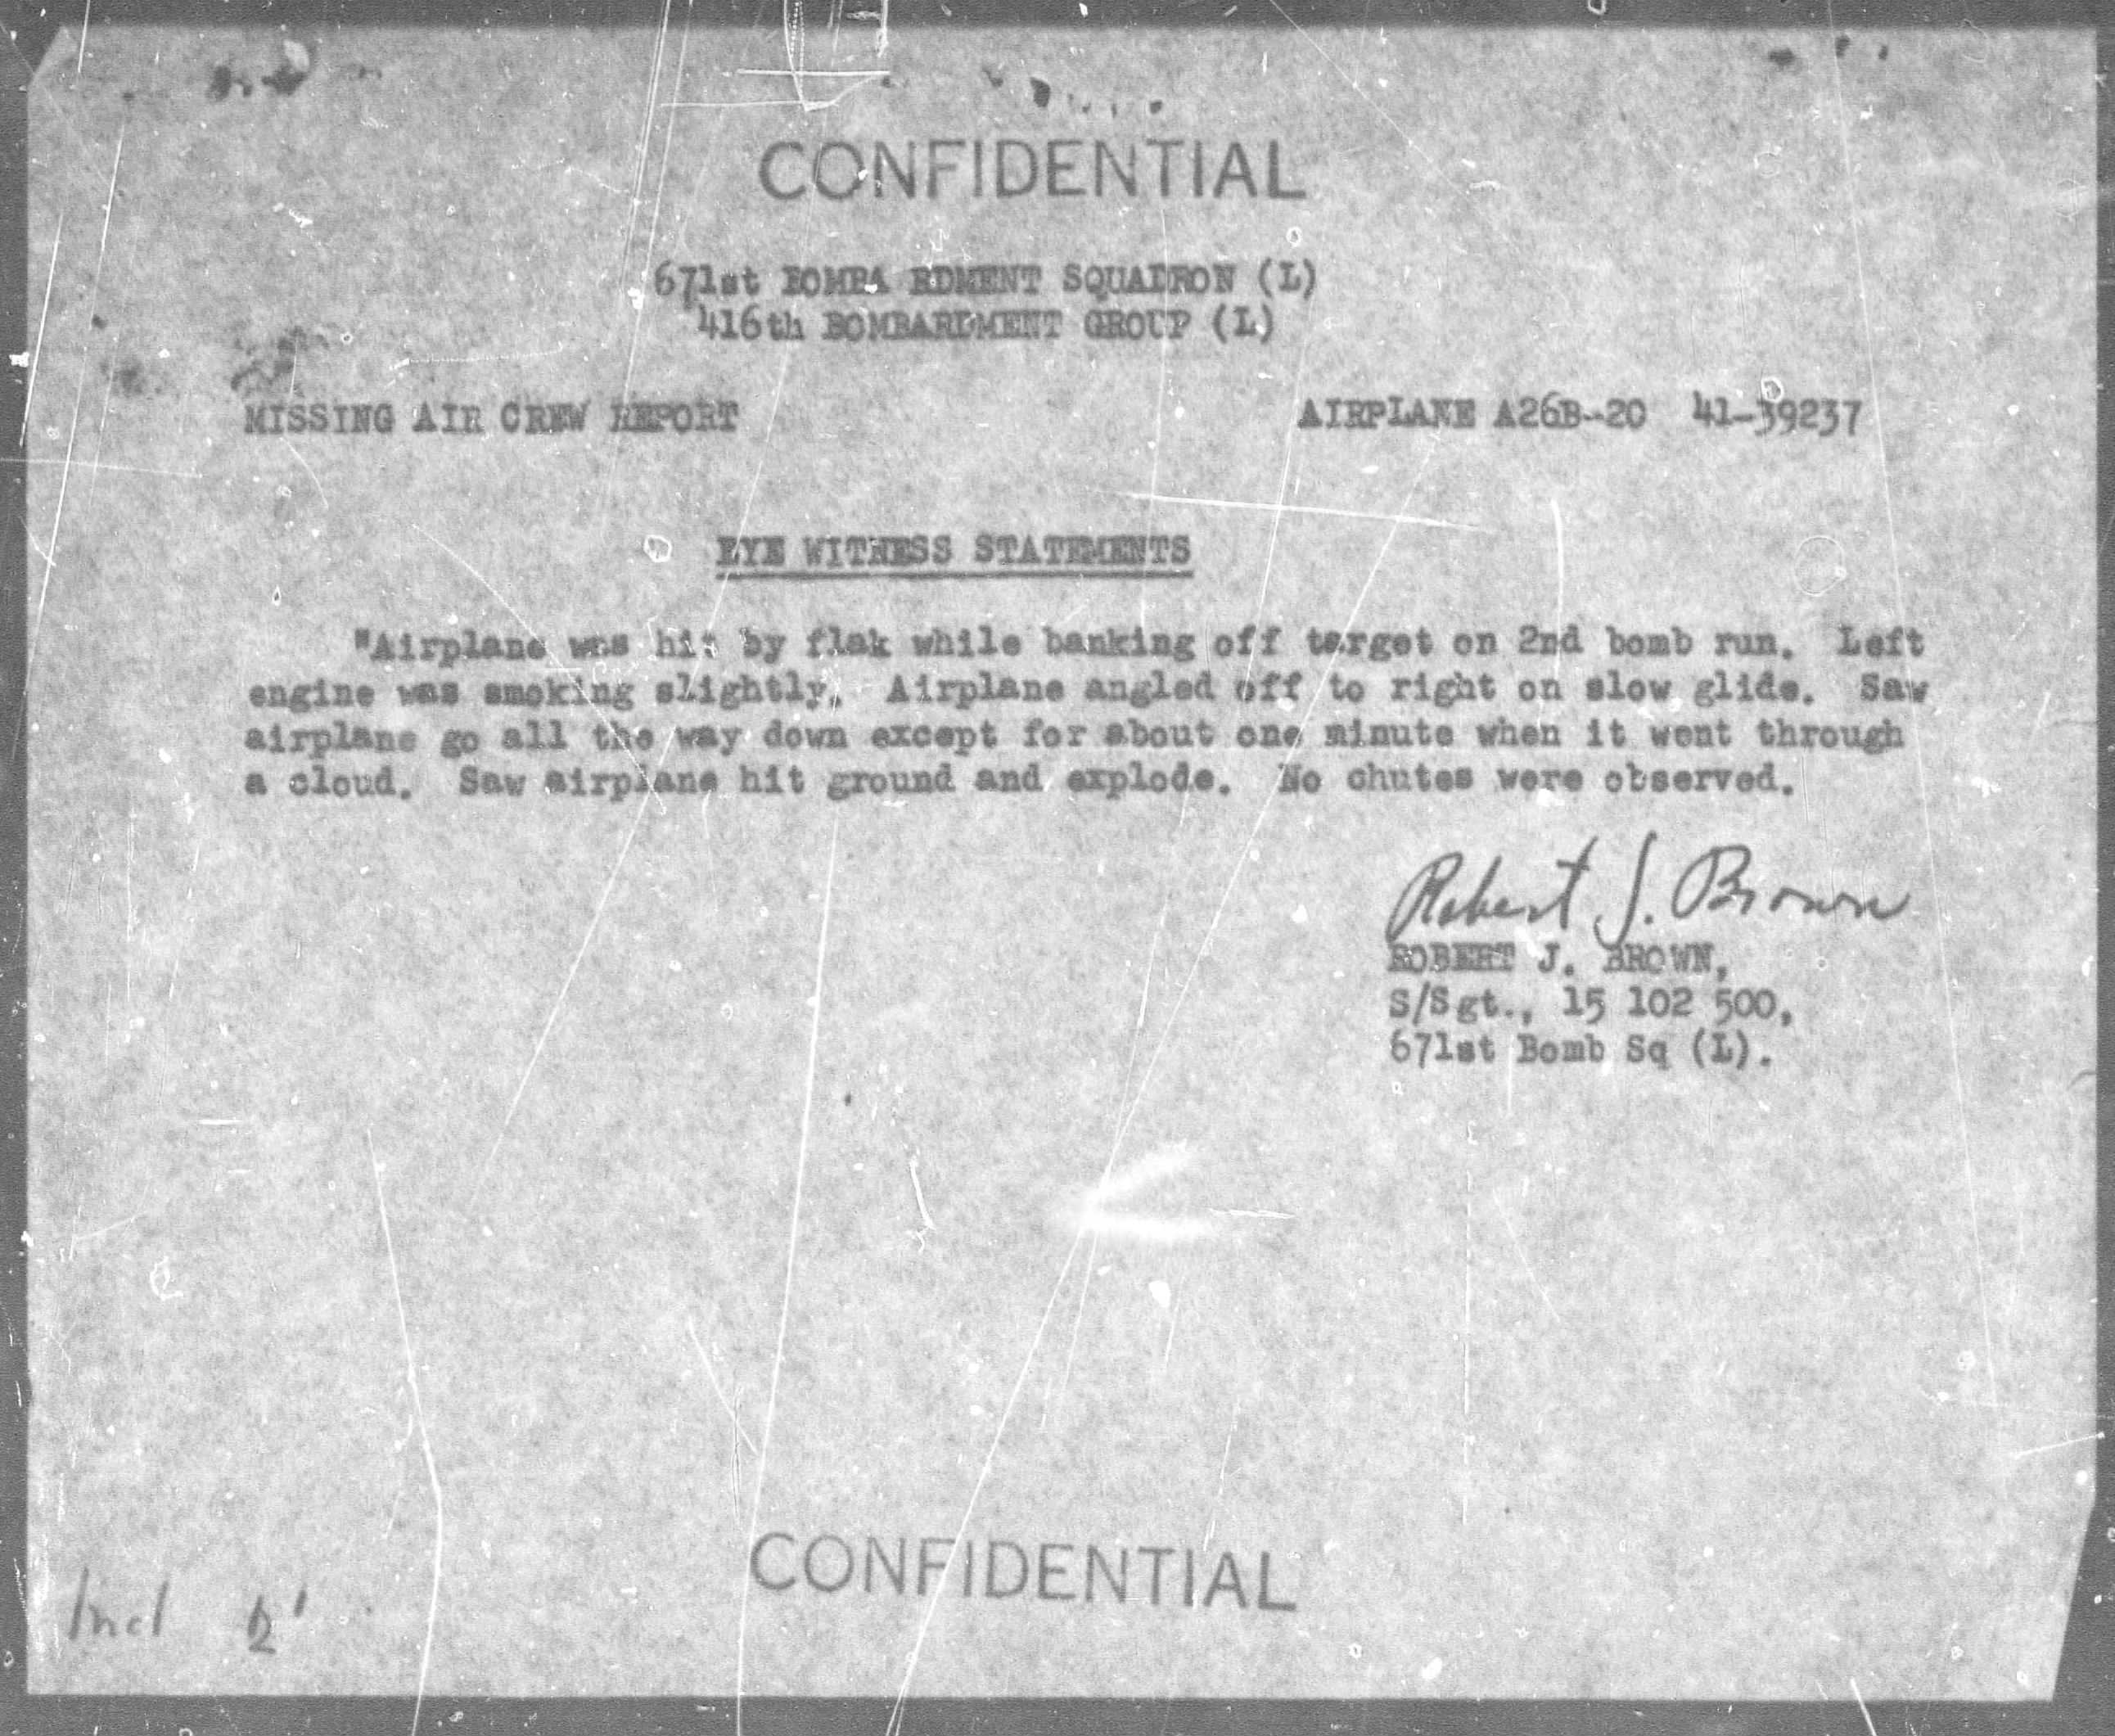 CONFIDENTIAL
671st BOMBA RDMENT SQUADRON (L)
416th BOMBARDMENT GROUP (L)
MISSING AIR CREW REPORT AIRPLANE A26B-20 41-39237
EYE WITNESS STATEMENTS
"Airplane was hit by flak while banking off target on 2nd bomb run. Left
engine was smoking slightly. Airplane angled off to right on slow glide. Saw
airplane go all the way down except for about one minute when it went through
a cloud. Saw airplane hit ground and explode. No chutes were observed.
Robert J. Brown
ROBERT J. BROWN,
S/Sgt., 15 102 500,
671st Bomb Sq (L).
CONFIDENTIAL
Incl